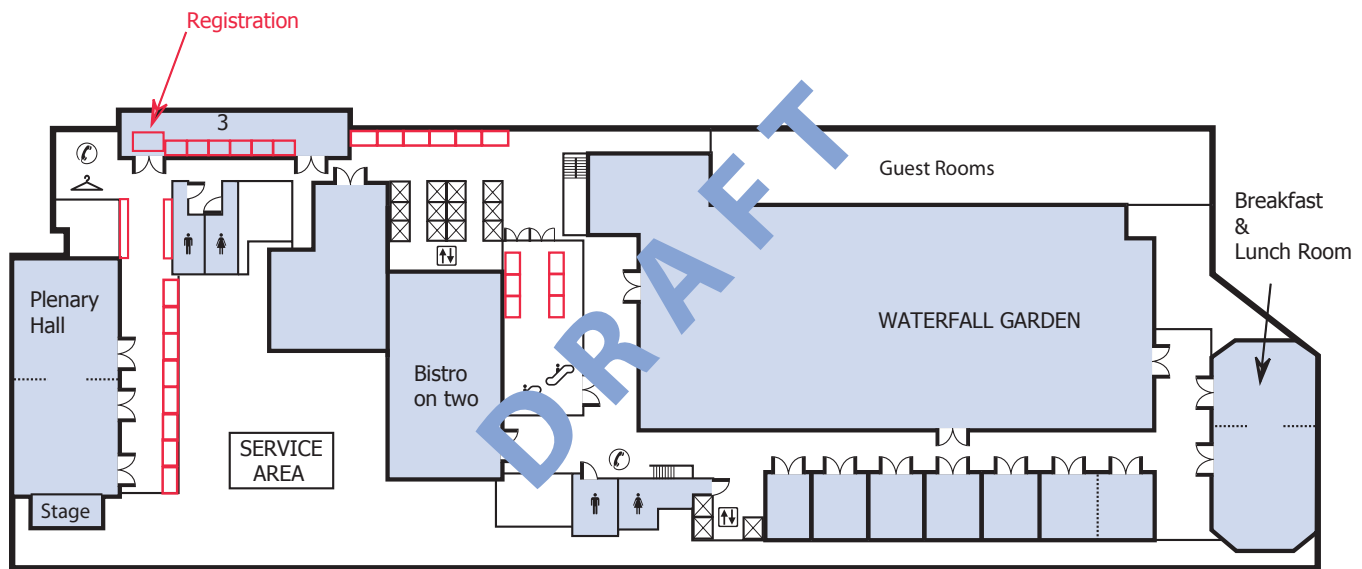 Registration
3
Guest Rooms
Breakfast
&
Lunch Room
Plenary
Hall
WATERFALL GARDEN
Bistro
on two
SERVICE
AREA
Stage
DRAFT